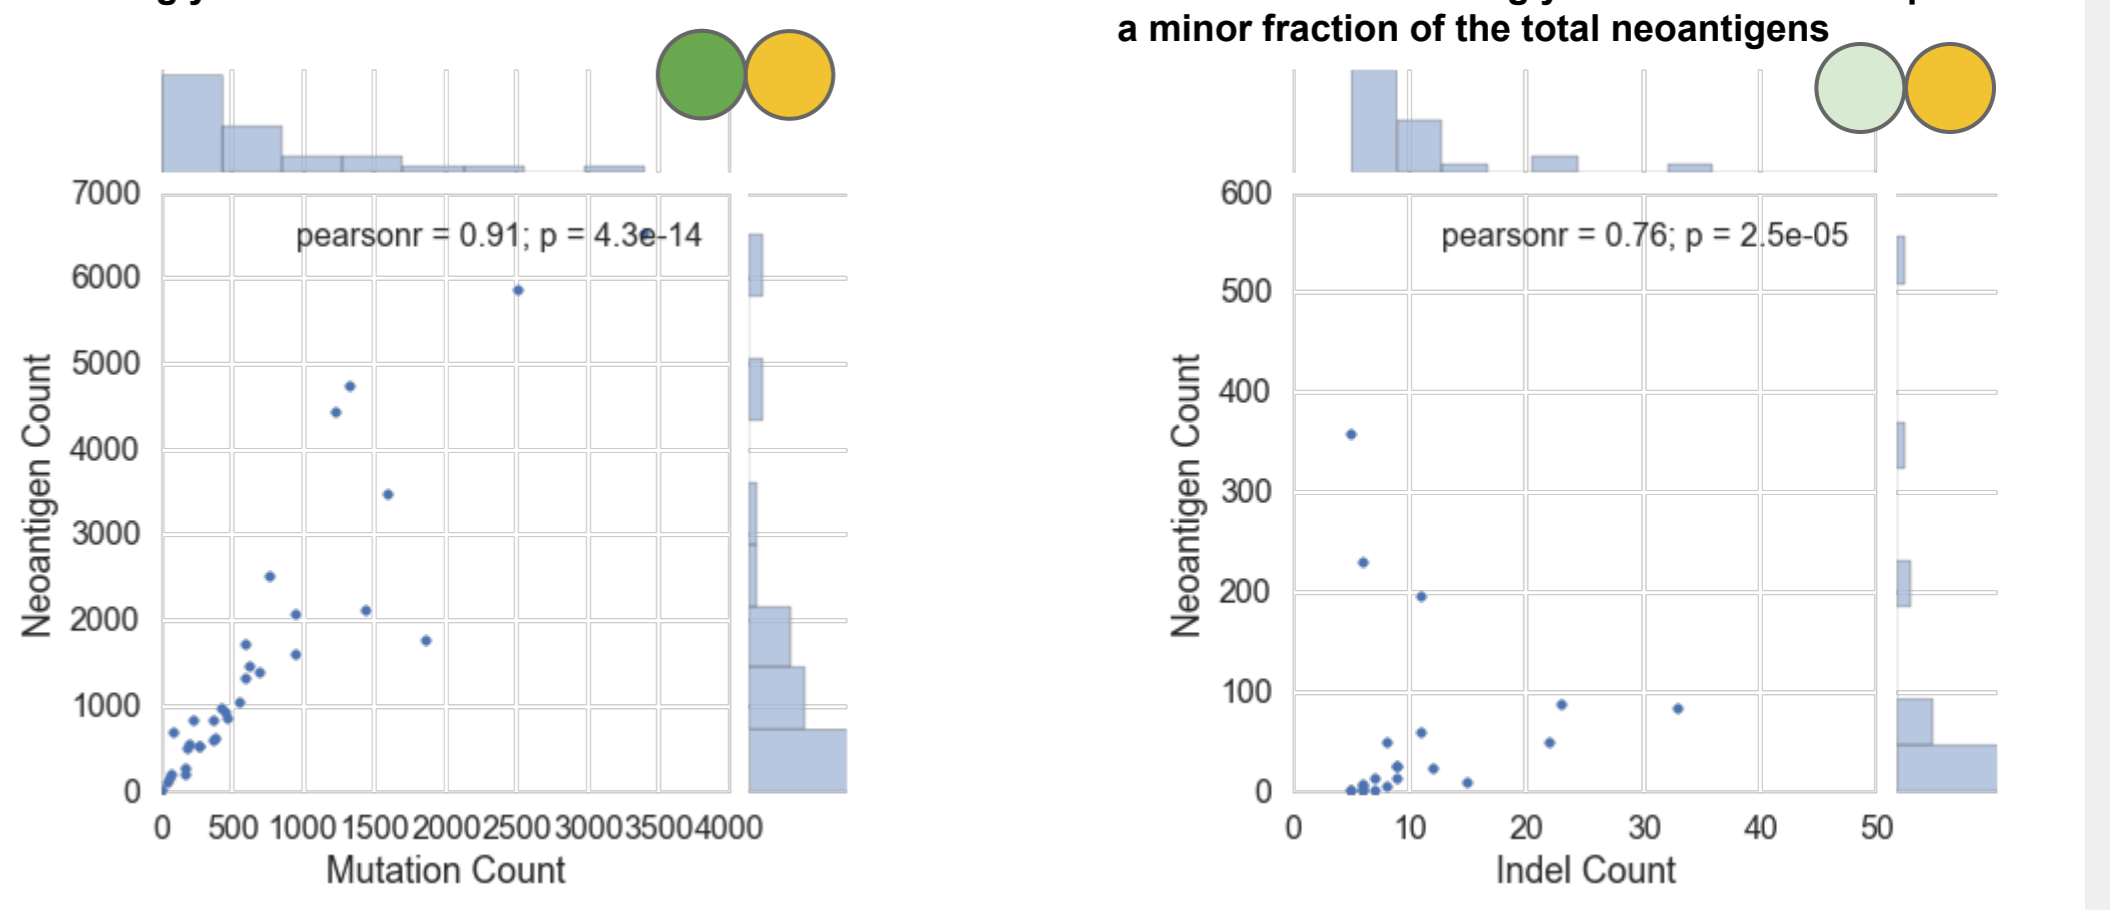 a minor fraction of the total neoantigens
7000
6000
5000
4000
3000
2000
1000
0
Neoantigen Count
pearsonr = 0.91; p = 4.3e-14
0 500 1000 1500 2000 2500 3000 3500 4000
Mutation Count
600
500
400
300
200
100
0
Neoantigen Count
pearsonr = 0.76; p = 2.5e-05
0 10 20 30 40 50
Indel Count